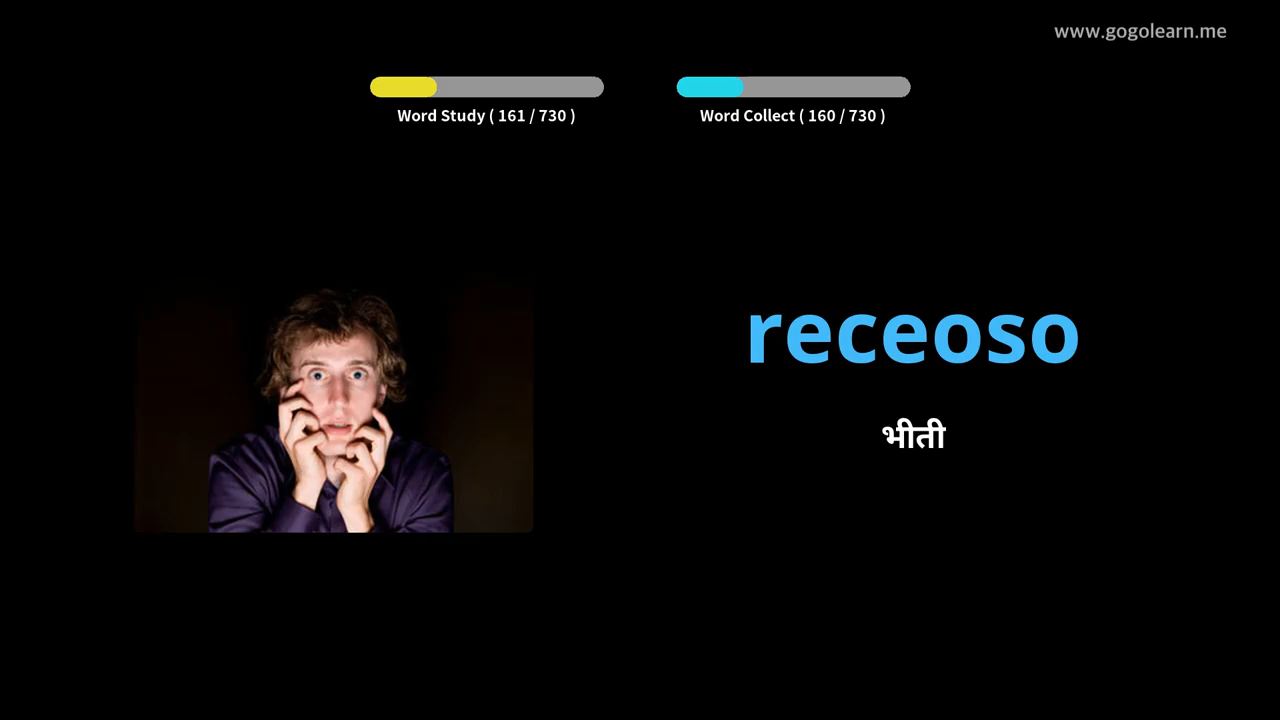 www.gogolearn.me
Word Study ( 161 / 730 )
Word Collect ( 160 / 730 )
receoso
भीती